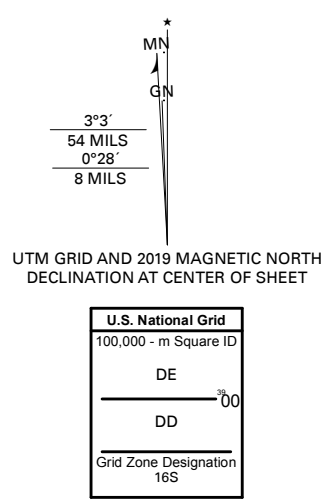 ★
MN
GN
3°3´
54 MILS
0°28´
8 MILS
UTM GRID AND 2019 MAGNETIC NORTH
DECLINATION AT CENTER OF SHEET
U.S. National Grid
100,000 - m Square ID
DE
39 00
DD
Grid Zone Designation
16S